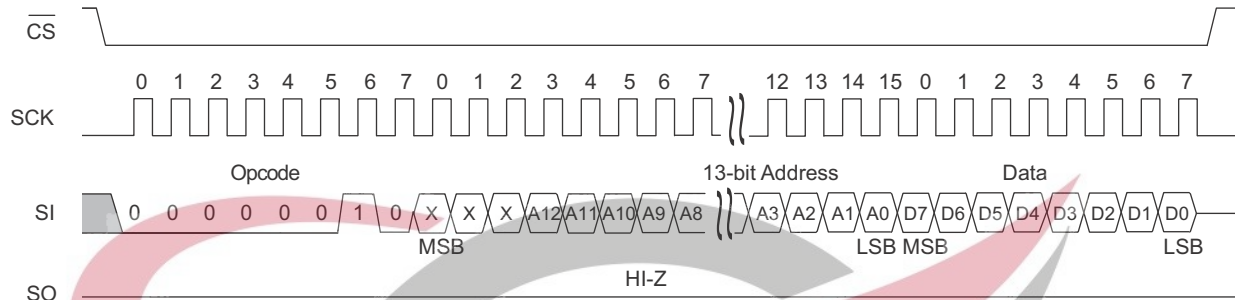 CS
0 1 2 3 4 5 6 7 0 1 2 3 4 5 6 7 12 13 14 15 0 1 2 3 4 5 6 7
SCK
Opcode 13-bit Address Data
SI 0 0 0 0 0 0 1 0 X X X A12 A11 A10 A9 A8 A3 A2 A1 A0 D7 D6 D5 D4 D3 D2 D1 D0
MSB LSB MSB LSB
HI-Z
SO